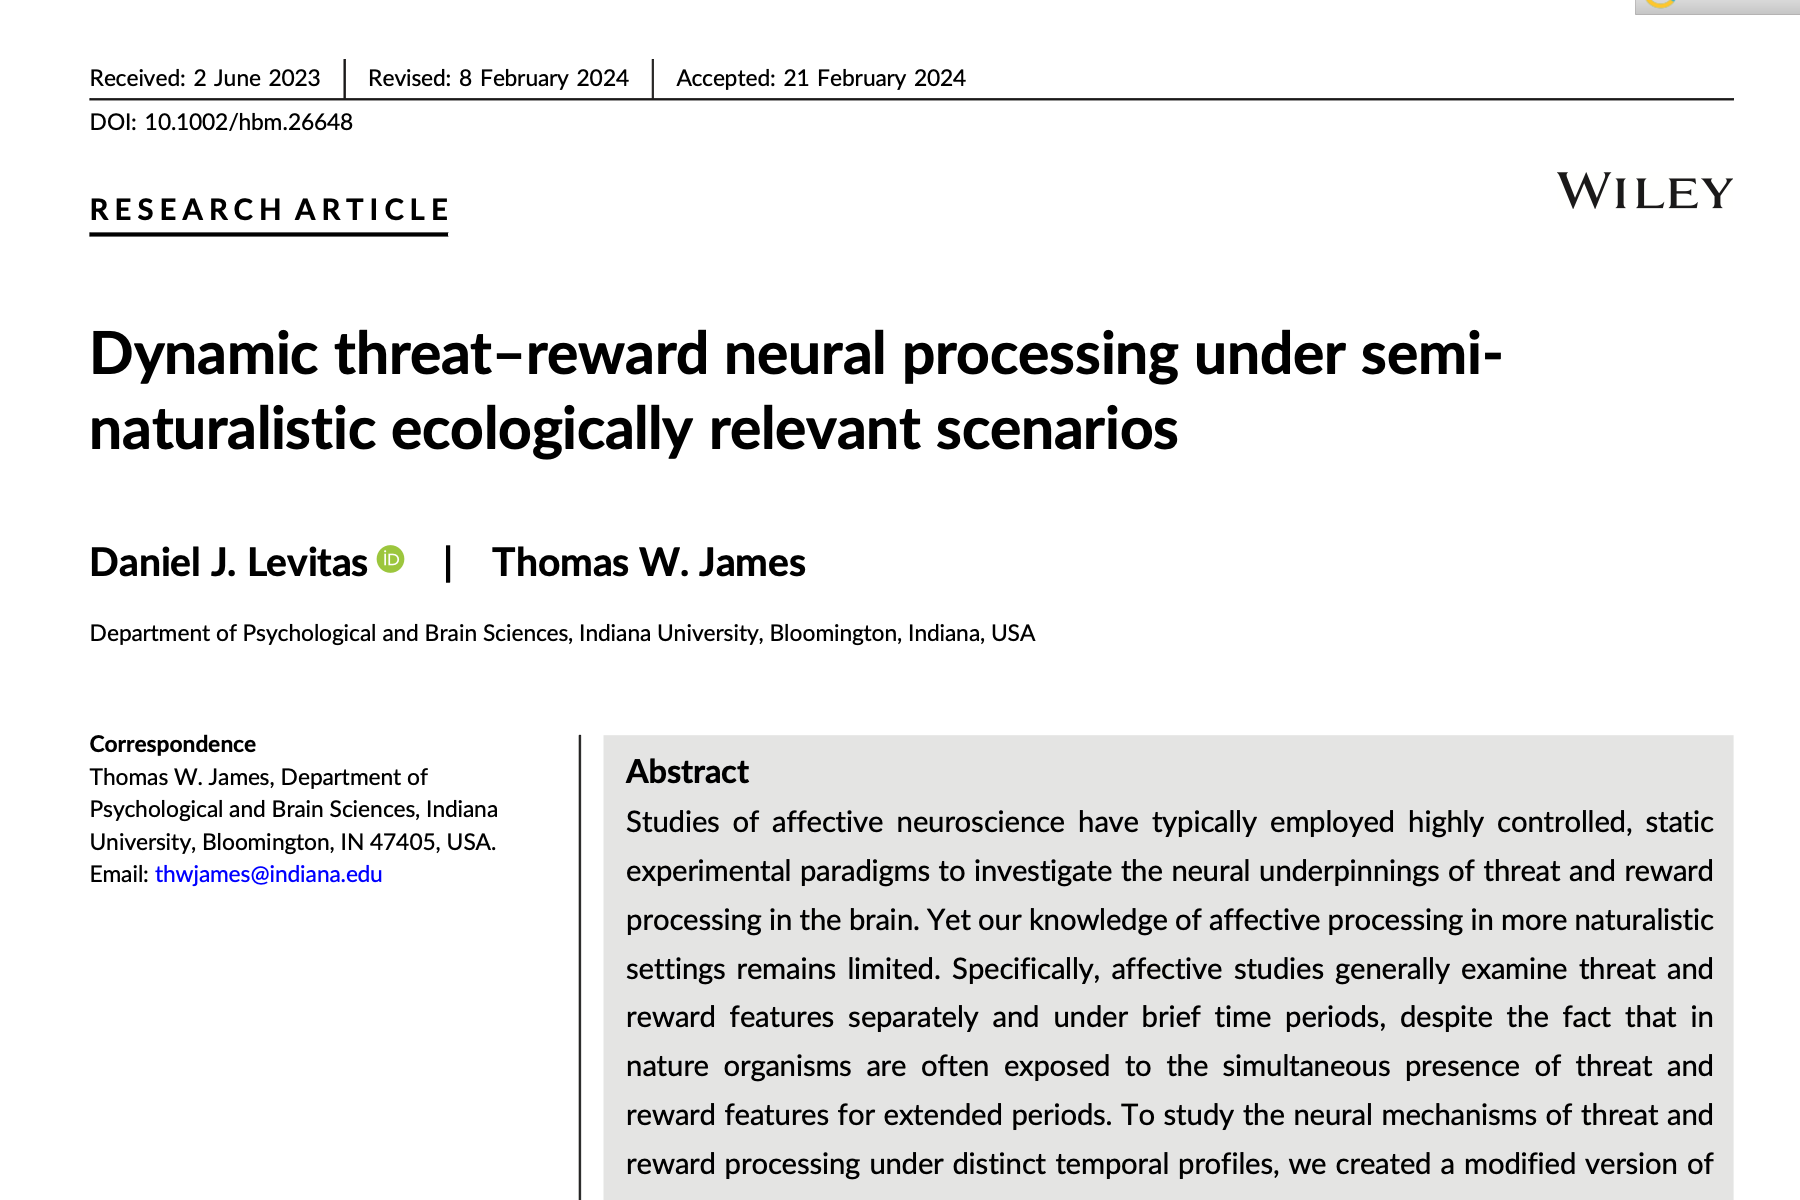 Received: 2 June 2023 | Revised: 8 February 2024 | Accepted: 21 February 2024
DOI: 10.1002/hbm.26648
RESEARCH ARTICLE
WILEY
Dynamic threat–reward neural processing under semi-
naturalistic ecologically relevant scenarios
Daniel J. Levitas iD | Thomas W. James
Department of Psychological and Brain Sciences, Indiana University, Bloomington, Indiana, USA
Correspondence
Thomas W. James, Department of
Psychological and Brain Sciences, Indiana
University, Bloomington, IN 47405, USA.
Email: thwjames@indiana.edu
Abstract
Studies of affective neuroscience have typically employed highly controlled, static
experimental paradigms to investigate the neural underpinnings of threat and reward
processing in the brain. Yet our knowledge of affective processing in more naturalistic
settings remains limited. Specifically, affective studies generally examine threat and
reward features separately and under brief time periods, despite the fact that in
nature organisms are often exposed to the simultaneous presence of threat and
reward features for extended periods. To study the neural mechanisms of threat and
reward processing under distinct temporal profiles, we created a modified version of